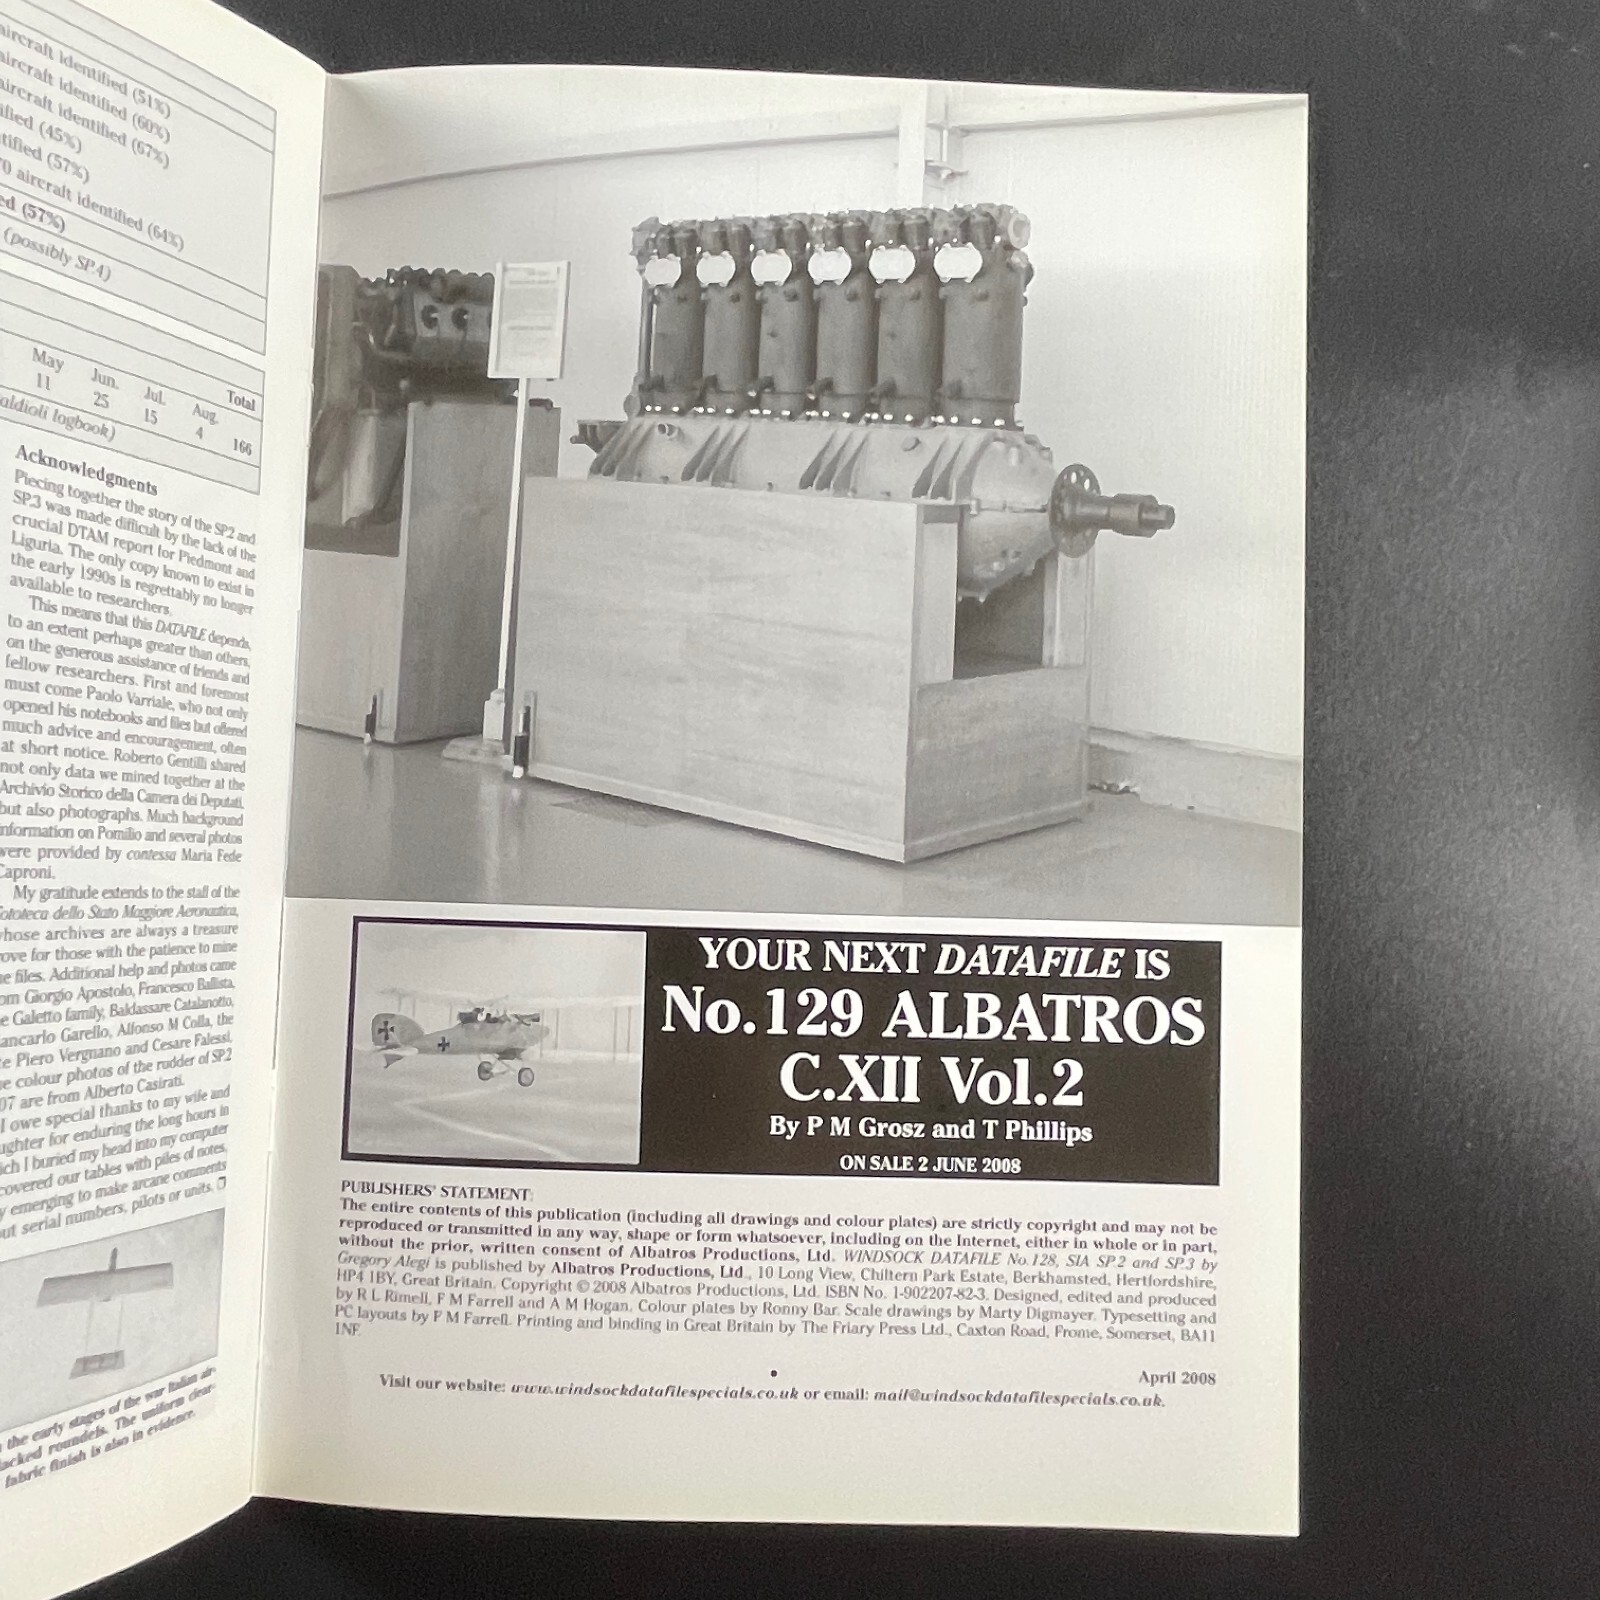 aircraft identified (51%)
aircraft identified (60%)
aircraft identified (67%)
(45%)
(57%)
70 aircraft identified (64%)
(57%)
(possibly SP.4)
May Jun. Jul. Aug. Total
11 25 15 4 166
logbook)
Acknowledgments
Piecing together the story of the SP.2 and
SP.3 was made difficult by the lack of the
crucial DTAM report for Piedmont and
Liguria. The only copy known to exist in
the early 1990s is regrettably no longer
available to researchers.
This means that this DATAFILE depends,
to an extent perhaps greater than others,
on the generous assistance of friends and
fellow researchers. First and foremost
must come Paolo Varriale, who not only
opened his notebooks and files but offered
much advice and encouragement, often
at short notice. Roberto Gentilli shared
not only data we mined together at the
Archivio Storico della Camera dei Deputati,
but also photographs. Much background
information on Pomilio and several photos
were provided by contessa Maria Fede
Caproni.
My gratitude extends to the staff of the
Fototeca dello Stato Maggiore Aeronautica,
whose archives are always a treasure
trove for those with the patience to mine
files. Additional help and photos came
Giorgio Apostolo, Francesco Ballista,
Galetto family, Baldassare Catalanotto,
Giancarlo Garello, Alfonso M Colla, the
Piero Vergnano and Cesare Falessi.
colour photos of the rudder of SP.2
are from Alberto Casirati.
I owe special thanks to my wife and
for enduring the long hours in
I buried my head into my computer
covered our tables with piles of notes,
emerging to make arcane comments
serial numbers, pilots or units. ❒
the early stages of the war Italian air-
lacked roundels. The uniform clear-
fabric finish is also in evidence.
YOUR NEXT DATAFILE IS
No.129 ALBATROS
C.XII Vol.2
By P M Grosz and T Phillips
ON SALE 2 JUNE 2008
PUBLISHERS' STATEMENT:
The entire contents of this publication (including all drawings and colour plates) are strictly copyright and may not be
reproduced or transmitted in any way, shape or form whatsoever, including on the Internet, either in whole or in part,
without the prior, written consent of Albatros Productions, Ltd. WINDSOCK DATAFILE No.128, SIA SP.2 and SP.3 by
Gregory Alegi is published by Albatros Productions, Ltd., 10 Long View, Chiltern Park Estate, Berkhamsted, Hertfordshire,
HP4 1BY, Great Britain. Copyright © 2008 Albatros Productions, Ltd. ISBN No. 1-902207-82-3. Designed, edited and produced
by R L Rimell, F M Farrell and A M Hogan. Colour plates by Ronny Bar. Scale drawings by Marty Digmayer. Typesetting and
PC layouts by F M Farrell. Printing and binding in Great Britain by The Friary Press Ltd., Caxton Road, Frome, Somerset, BA11
1NF.
• April 2008
Visit our website: www.windsockdatafilespecials.co.uk or email: mail@windsockdatafilespecials.co.uk.